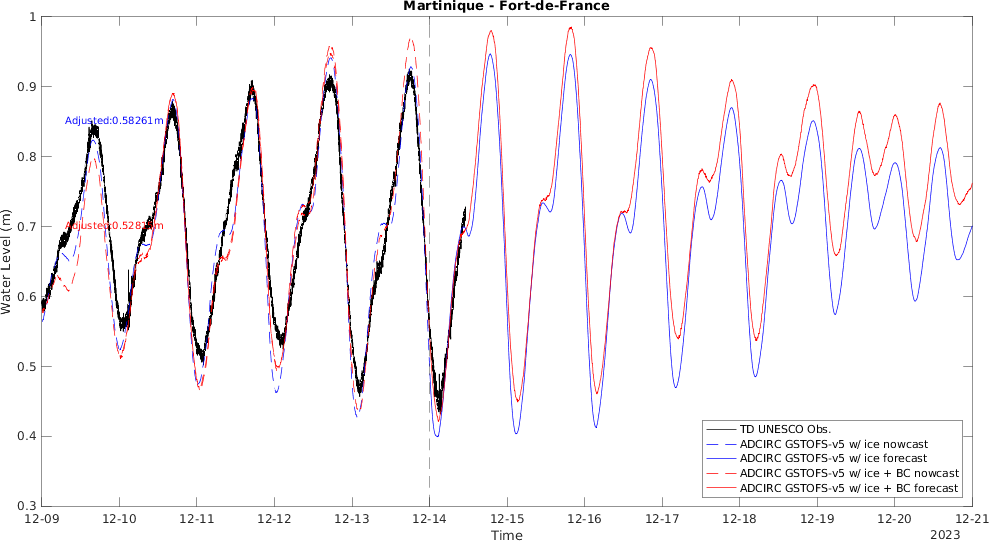 Martinique - Fort-de-France
1
0.9
0.8
0.7
0.6
0.5
0.4
0.3
Water Level (m)
Adjusted:0.58261m
TD UNESCO Obs.
ADCIRC GSTOFS-v5 w/ ice nowcast
ADCIRC GSTOFS-v5 w/ ice forecast
ADCIRC GSTOFS-v5 w/ ice + BC nowcast
ADCIRC GSTOFS-v5 w/ ice + BC forecast
12-09 12-10 12-11 12-12 12-13 12-14 12-15 12-16 12-17 12-18 12-19 12-20 12-21
Time
2023